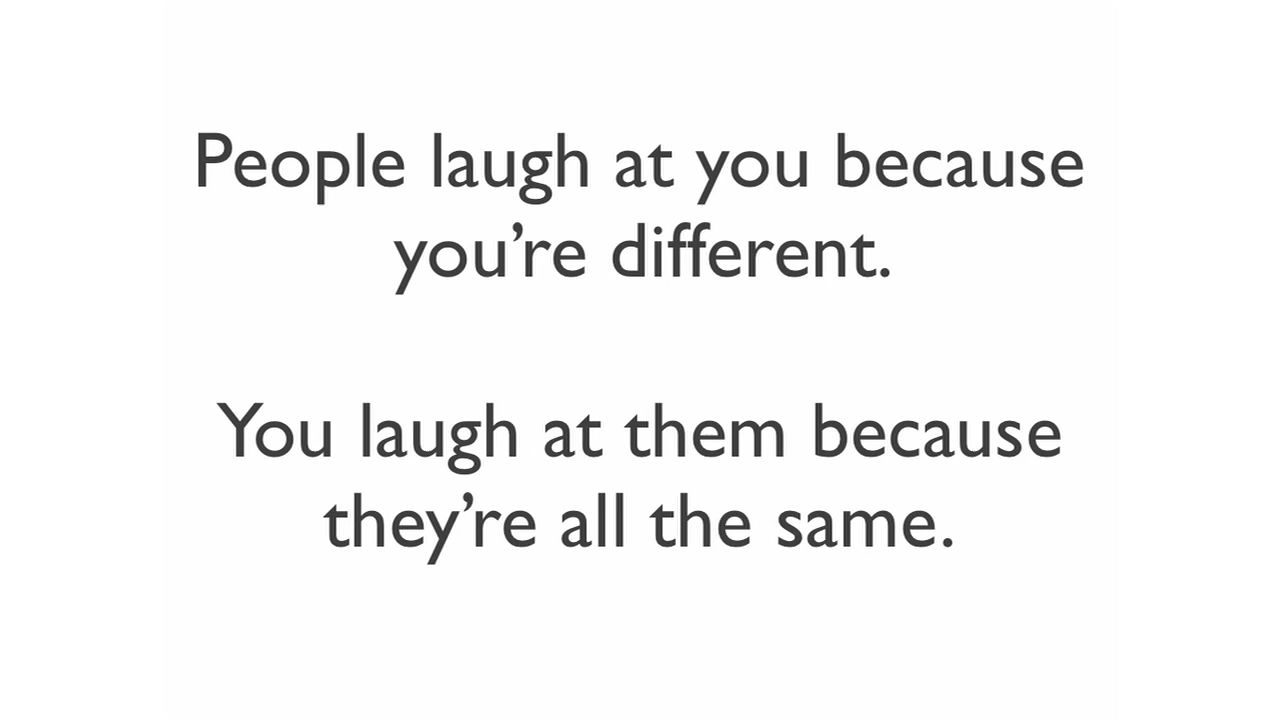 People laugh at you because
you’re different.
You laugh at them because
they’re all the same.